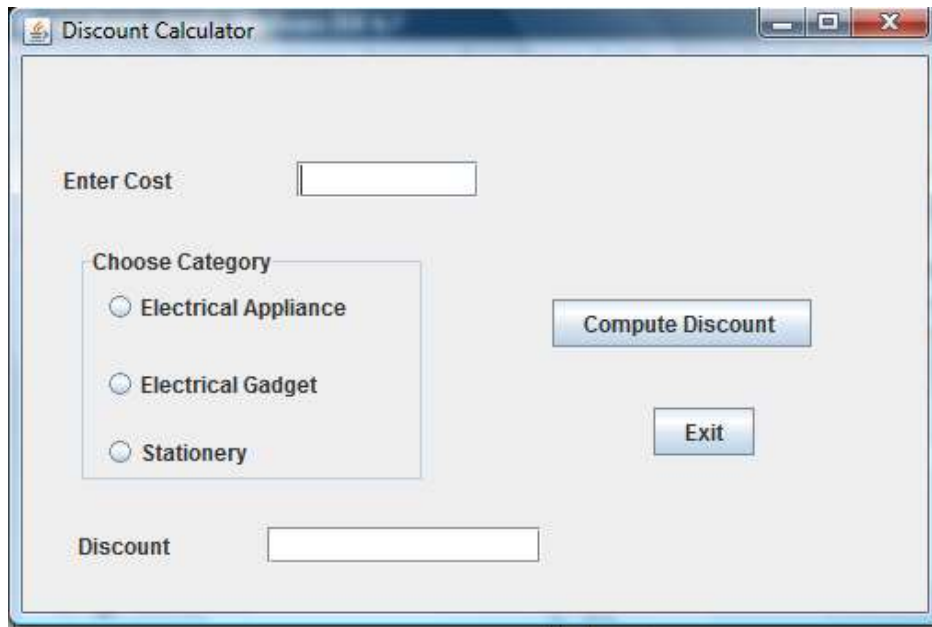 Discount Calculator
Enter Cost
Choose Category
Electrical Appliance
Compute Discount
Electrical Gadget
Exit
Stationery
Discount